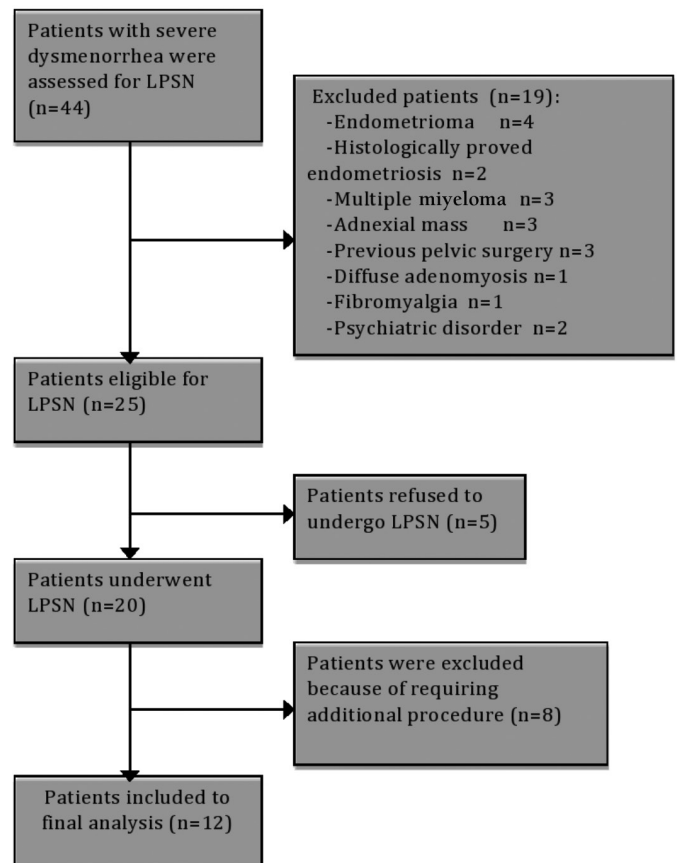 Patients with severe
dysmenorrhea were
assessed for LPSN
(n=44)
Excluded patients (n=19):
-Endometrioma n=4
-Histologically proved
endometriosis n=2
-Multiple miyeloma n=3
-Adnexial mass n=3
-Previous pelvic surgery n=3
-Diffuse adenomyosis n=1
-Fibromyalgia n=1
-Psychiatric disorder n=2
Patients eligible for
LPSN (n=25)
Patients refused to
undergo LPSN (n=5)
Patients underwent
LPSN (n=20)
Patients were excluded
because of requiring
additional procedure (n=8)
Patients included to
final analysis (n=12)